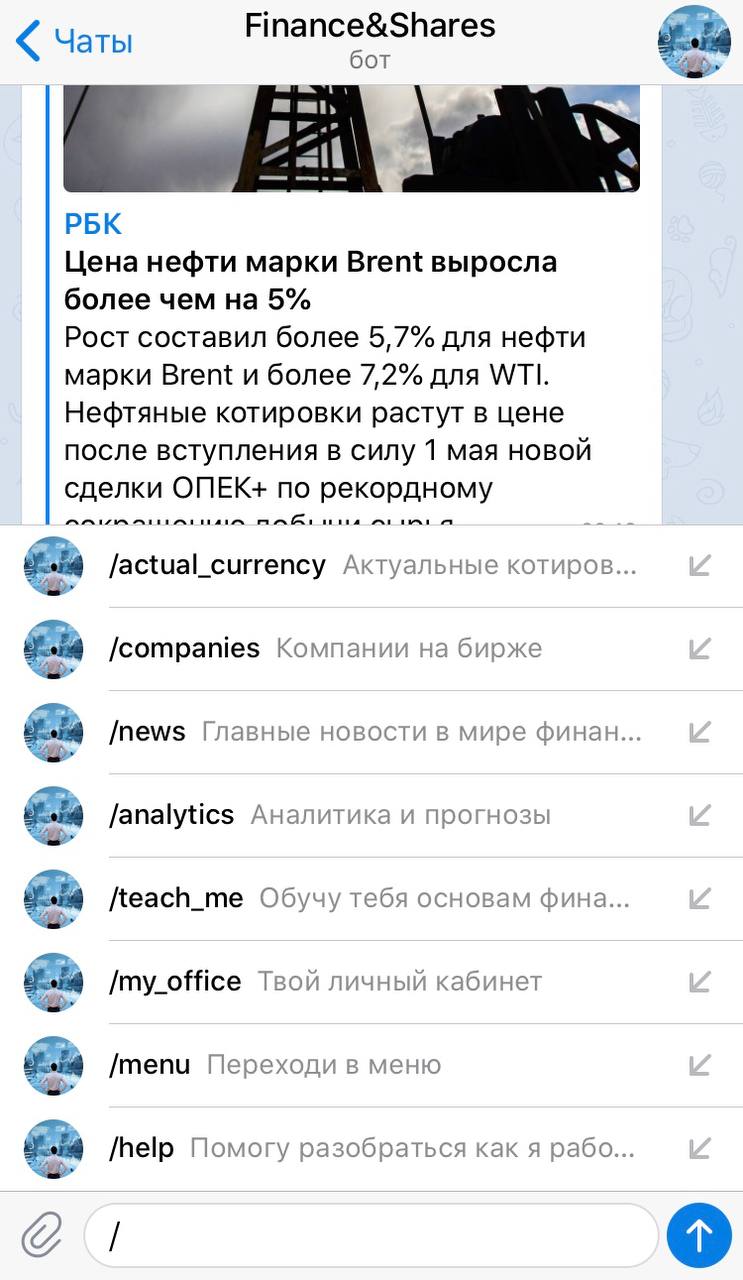 Чаты
Finance&Shares
бот
РБК
Цена нефти марки Brent выросла
более чем на 5%
Рост составил более 5,7% для нефти
марки Brent и более 7,2% для WTI.
Нефтяные котировки растут в цене
после вступления в силу 1 мая новой
сделки ОПЕК+ по рекордному
сокращению добычи сырья
/actual_currency Актуальные котиров...
/companies Компании на бирже
/news Главные новости в мире финан...
/analytics Аналитика и прогнозы
/teach_me Обучу тебя основам фина...
/my_office Твой личный кабинет
/menu Переходи в меню
/help Помогу разобраться как я рабо...
/